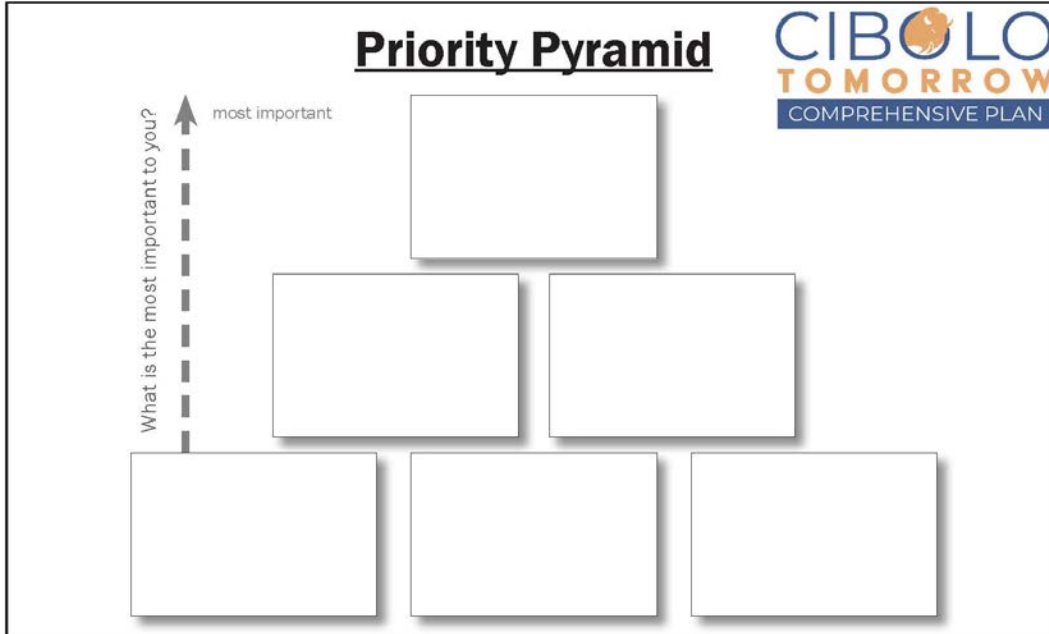 Priority Pyramid
CIBOLO
TOMORROW
COMPREHENSIVE PLAN
most important
What is the most important to you?